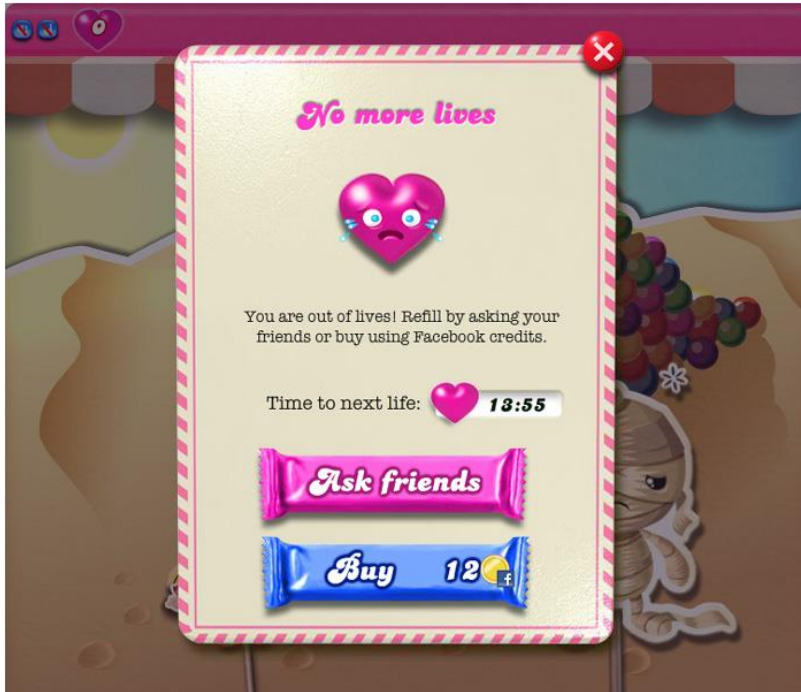 0
No more lives
You are out of lives! Refill by asking your
friends or buy using Facebook credits.
Time to next life: 13:55
Ask friends
Buy 12 f